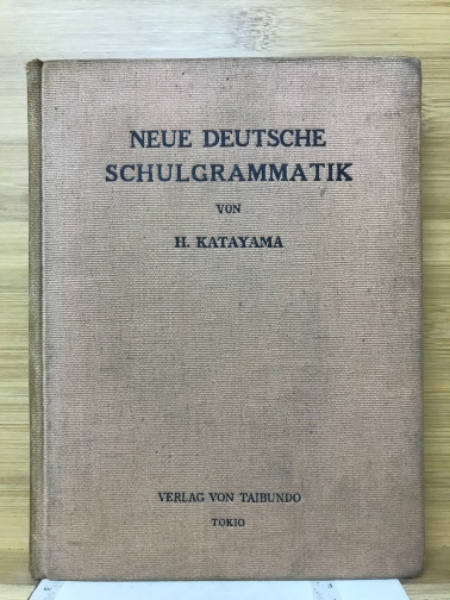 NEUE DEUTSCHE
SCHULGRAMMATIK
VON
H. KATAYAMA
VERLAG VON TAIBUNDO
TOKIO